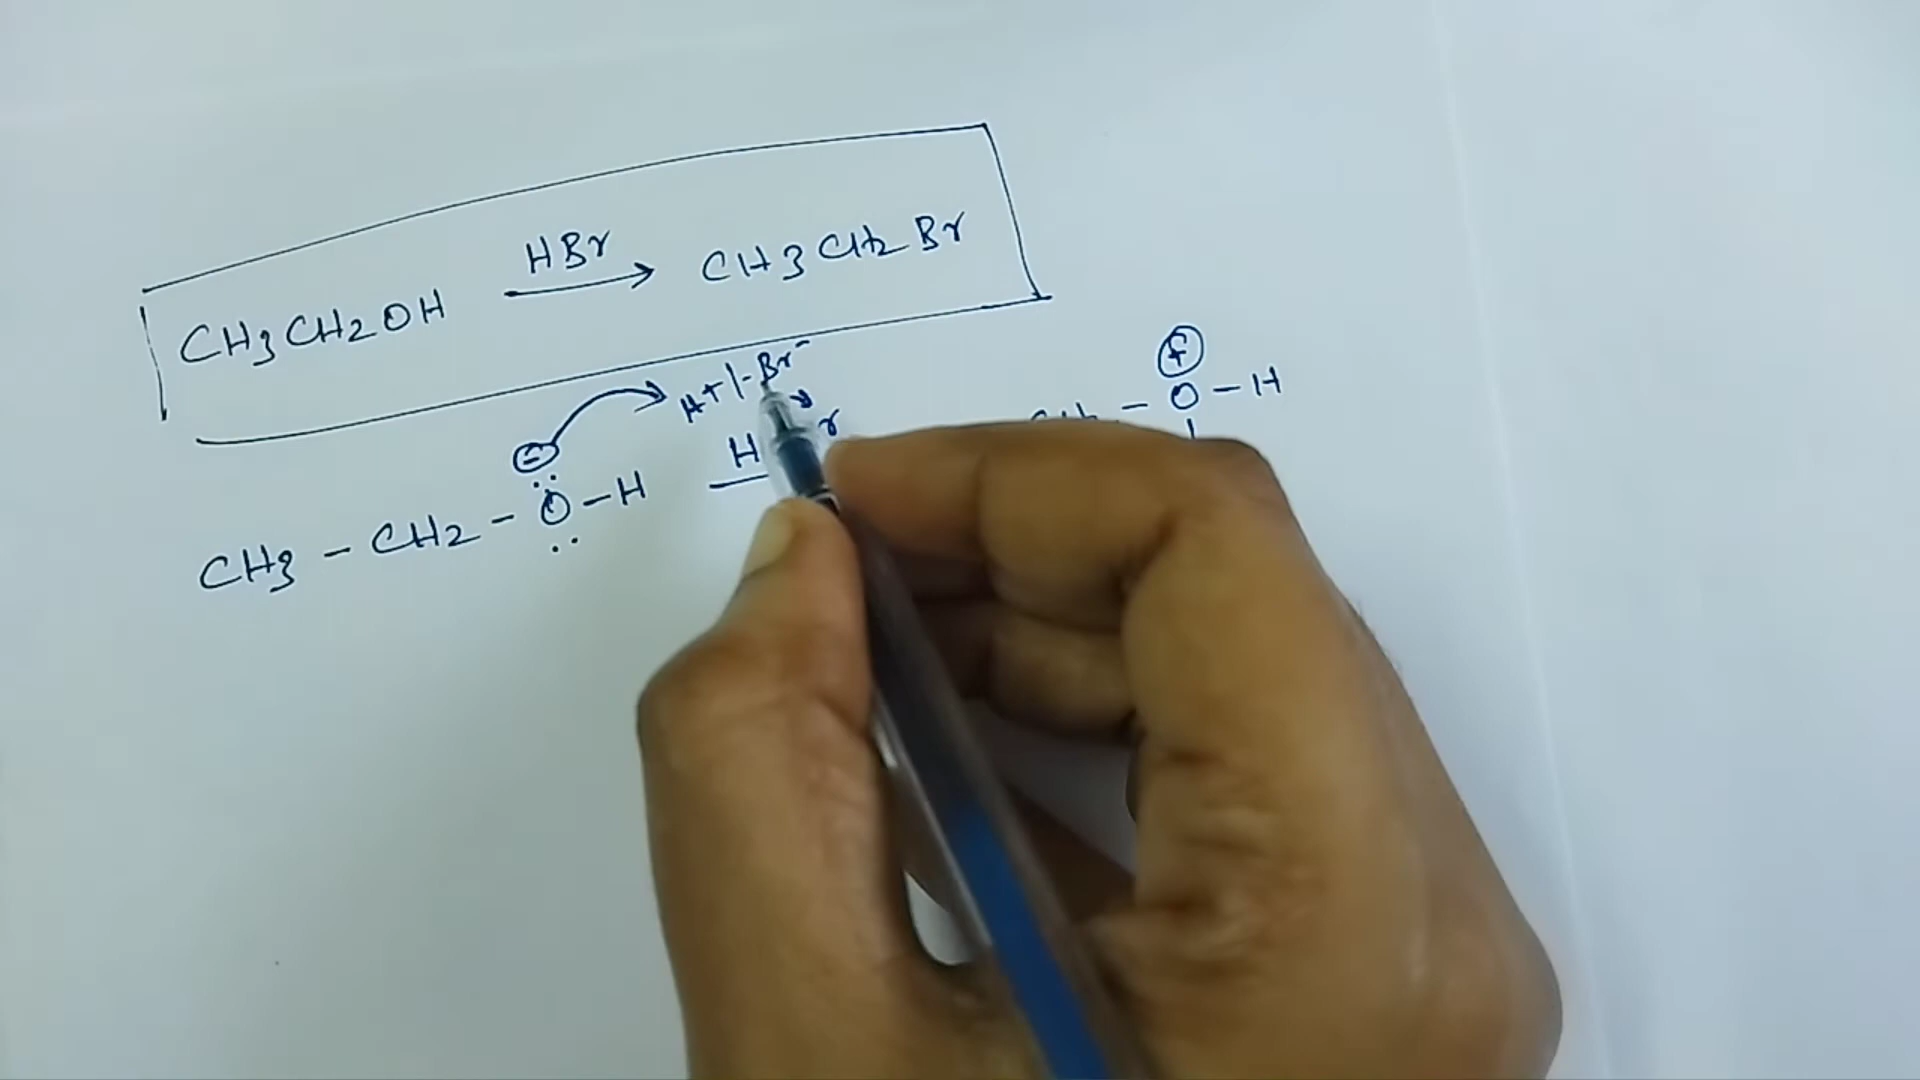 CH3CH2OH HBr → CH3CH2Br
⊖ H+|-Br-
CH3 - CH2 - Ö - H H r - O - H
⊕